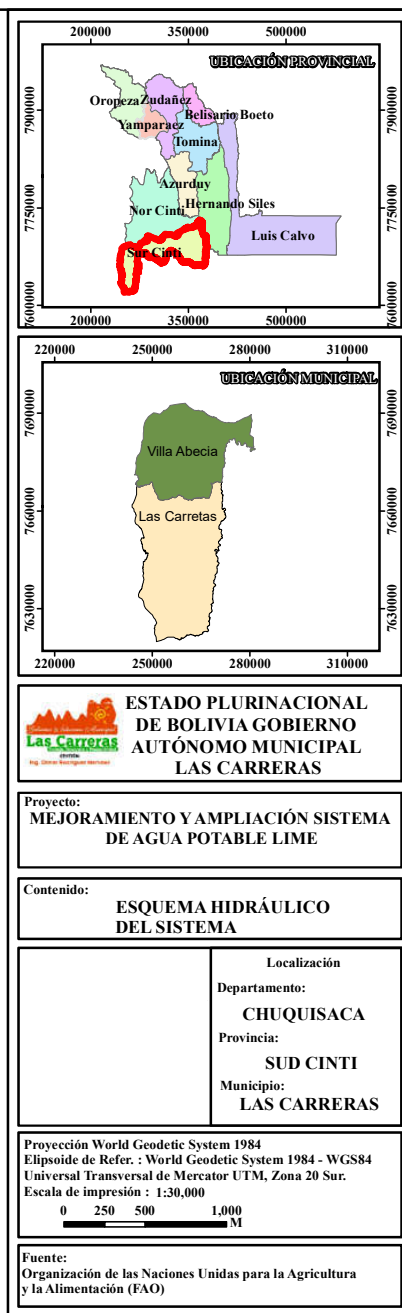 200000 350000 500000
UBICACIÓN PROVINCIAL
7900000
7750000
7600000
Oropeza
Zudañez
Yamparaez
Belisario Boeto
Tomina
Azurduy
Nor Cinti
Hernando Siles
Luis Calvo
Sur Cinti
200000 350000 500000
220000 250000 280000 310000
UBICACIÓN MUNICIPAL
7690000
7660000
7630000
Villa Abecia
Las Carretas
220000 250000 280000 310000
Las Carreras
GESTIÓN
ESTADO PLURINACIONAL
DE BOLIVIA GOBIERNO
AUTÓNOMO MUNICIPAL
LAS CARRERAS
Proyecto:
MEJORAMIENTO Y AMPLIACIÓN SISTEMA
DE AGUA POTABLE LIME
Contenido:
ESQUEMA HIDRÁULICO
DEL SISTEMA
Localización
Departamento:
CHUQUISACA
Provincia:
SUD CINTI
Municipio:
LAS CARRERAS
Proyección World Geodetic System 1984
Elipsoide de Refer. : World Geodetic System 1984 - WGS84
Universal Transversal de Mercator UTM, Zona 20 Sur.
Escala de impresión : 1:30,000
0 250 500 1,000
M
Fuente:
Organización de las Naciones Unidas para la Agricultura
y la Alimentación (FAO)